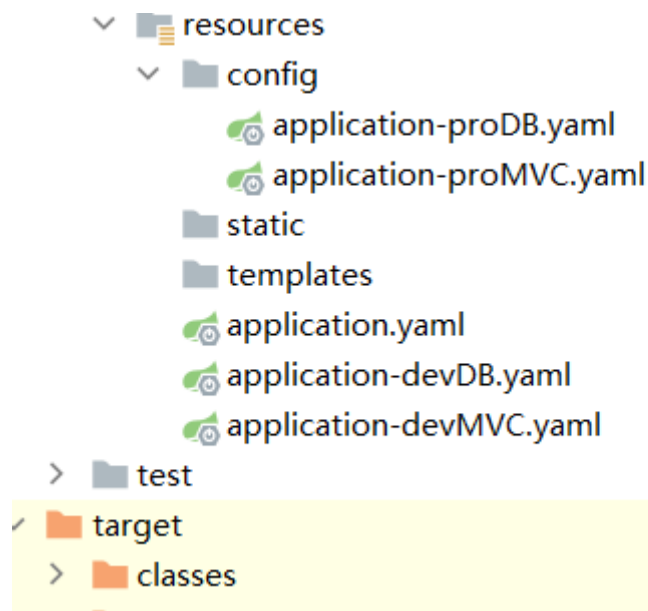 resources
config
application-proDB.yaml
application-proMVC.yaml
static
templates
application.yaml
application-devDB.yaml
application-devMVC.yaml
test
target
classes